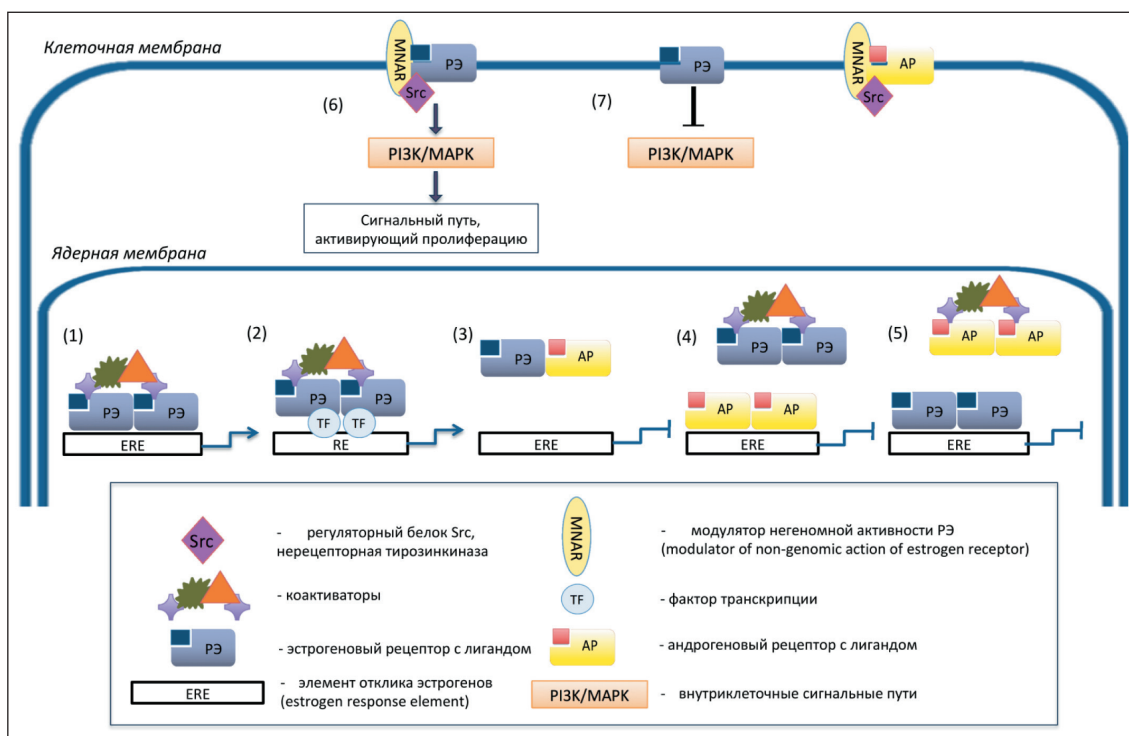 Клеточная мембрана
MNAR
РЭ
Src
РЭ
MNAR
АР
Src
(6)
(7)
PI3K/MAPK
PI3K/MAPK
Сигнальный путь,
активирующий пролиферацию
Ядерная мембрана
(1)
(2)
(3)
(4)
(5)
РЭ
РЭ
ERE
РЭ
РЭ
TF
TF
RE
РЭ
АР
ERE
РЭ
РЭ
АР
АР
ERE
АР
АР
РЭ
РЭ
ERE
Src
- регуляторный белок Src,
нерецепторная тирозинкиназа
- коактиваторы
РЭ
- эстрогеновый рецептор с лигандом
ERE
- элемент отклика эстрогенов
(estrogen response element)
MNAR
- модулятор негеномной активности РЭ
(modulator of non-genomic action of estrogen receptor)
TF
- фактор транскрипции
АР
- андрогеновый рецептор с лигандом
PI3K/MAPK
- внутриклеточные сигнальные пути